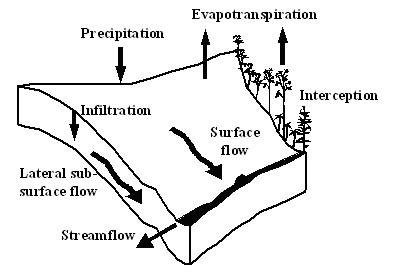 Evapotranspiration
Precipitation
Interception
Infiltration
Surface
flow
Lateral sub-
surface flow
Streamflow